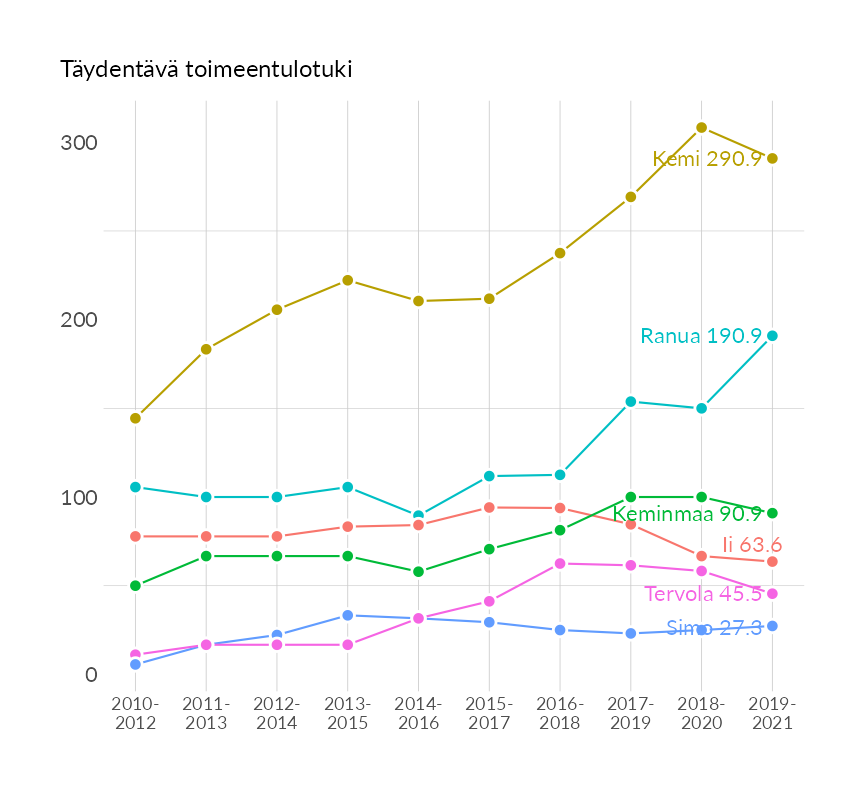 Täydentävä toimeentulotuki
300
Kemi 290.9
200
Ranua 190.9
100
Keminmaa 90.9
Ii 63.6
Tervola 45.5
Simo 27.3
0
2010- 2011- 2012- 2013- 2014- 2015- 2016- 2017- 2018- 2019-
2012 2013 2014 2015 2016 2017 2018 2019 2020 2021